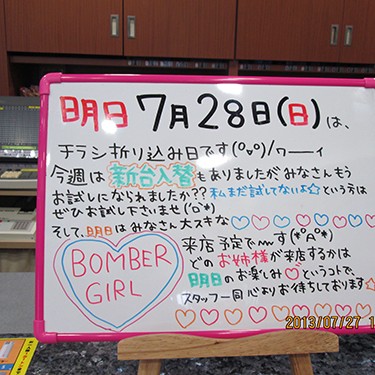 明日 7月28日(日)は、
チラシ折り込み日です(°▽°)/ワーーイ
今週は新台入替もありましたがみなさんもう
お試しになられましたか?? 私まだ試してないよ☆という方は
ぜひお試し下さいませ('▽'*)
そして、明日はみなさん大スキな♡♡♡♡♡♡♡
BOMBER
GIRL
来店予定で〜〜す(*°A°*)
どのお姉様が来店するかは
明日のお楽しみ♡というコトで、
スタッフ一同心よりお待ちしております☆
♡♡♡♡♡♡♡♡
2013/07/27 1